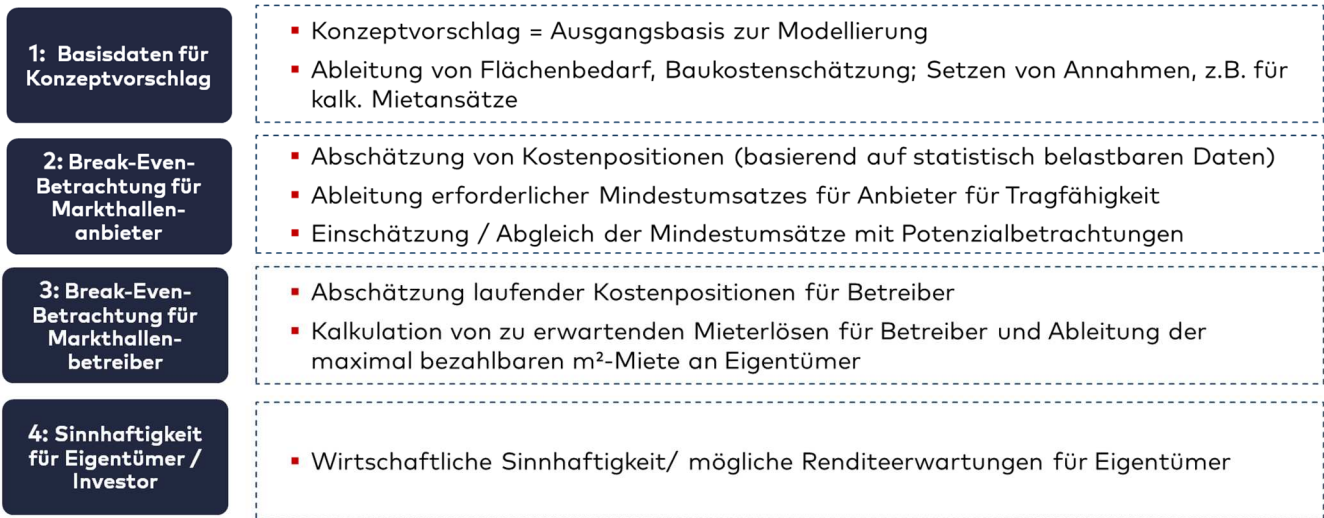 1: Basisdaten für
Konzeptvorschlag
▪ Konzeptvorschlag = Ausgangsbasis zur Modellierung
▪ Ableitung von Flächenbedarf, Baukostenschätzung; Setzen von Annahmen, z.B. für
kalk. Mietansätze
2: Break-Even-
Betrachtung für
Markthallen-
anbieter
▪ Abschätzung von Kostenpositionen (basierend auf statistisch belastbaren Daten)
▪ Ableitung erforderlicher Mindestumsatzes für Anbieter für Tragfähigkeit
▪ Einschätzung / Abgleich der Mindestumsätze mit Potenzialbetrachtungen
3: Break-Even-
Betrachtung für
Markthallen-
betreiber
▪ Abschätzung laufender Kostenpositionen für Betreiber
▪ Kalkulation von zu erwartenden Mieterlösen für Betreiber und Ableitung der
maximal bezahlbaren m²-Miete an Eigentümer
4: Sinnhaftigkeit
für Eigentümer /
Investor
▪ Wirtschaftliche Sinnhaftigkeit/ mögliche Renditeerwartungen für Eigentümer